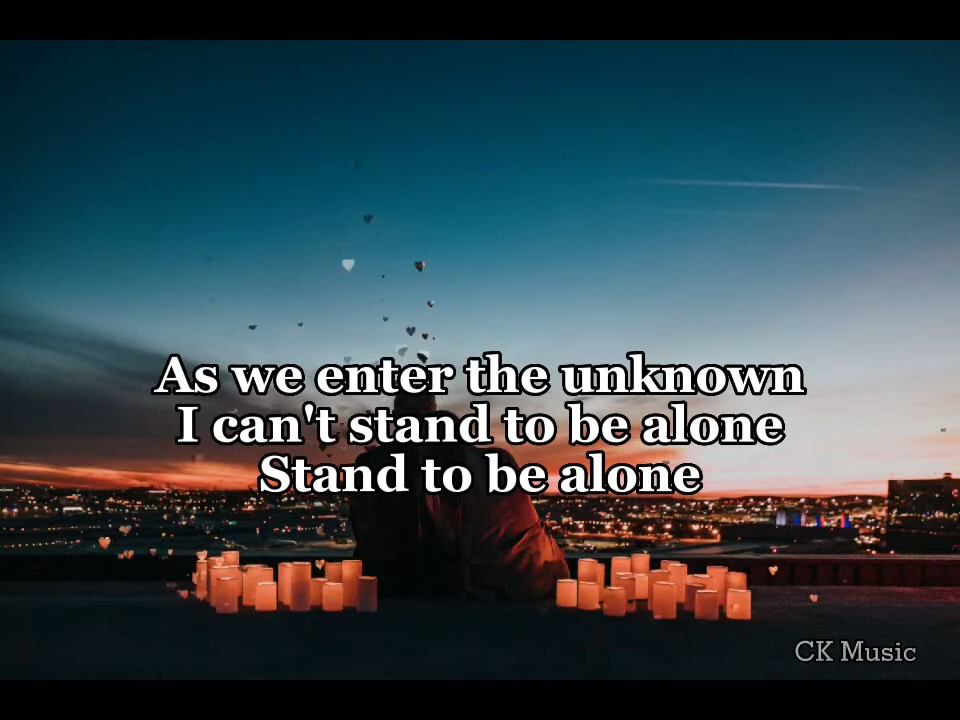 As we enter the unknown
I can't stand to be alone
Stand to be alone
CK Music